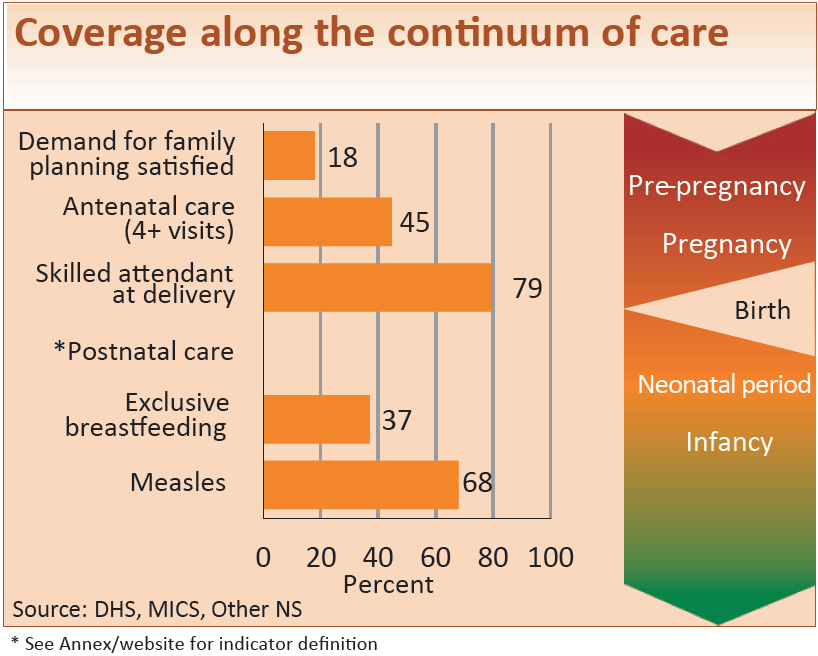 Coverage along the continuum of care
Demand for family
planning satisfied
18
Antenatal care
(4+ visits)
45
Skilled attendant
at delivery
79
*Postnatal care
Exclusive
breastfeeding
37
Measles
68
0 20 40 60 80 100
Percent
Pre-pregnancy
Pregnancy
Birth
Neonatal period
Infancy
Source: DHS, MICS, Other NS
* See Annex/website for indicator definition